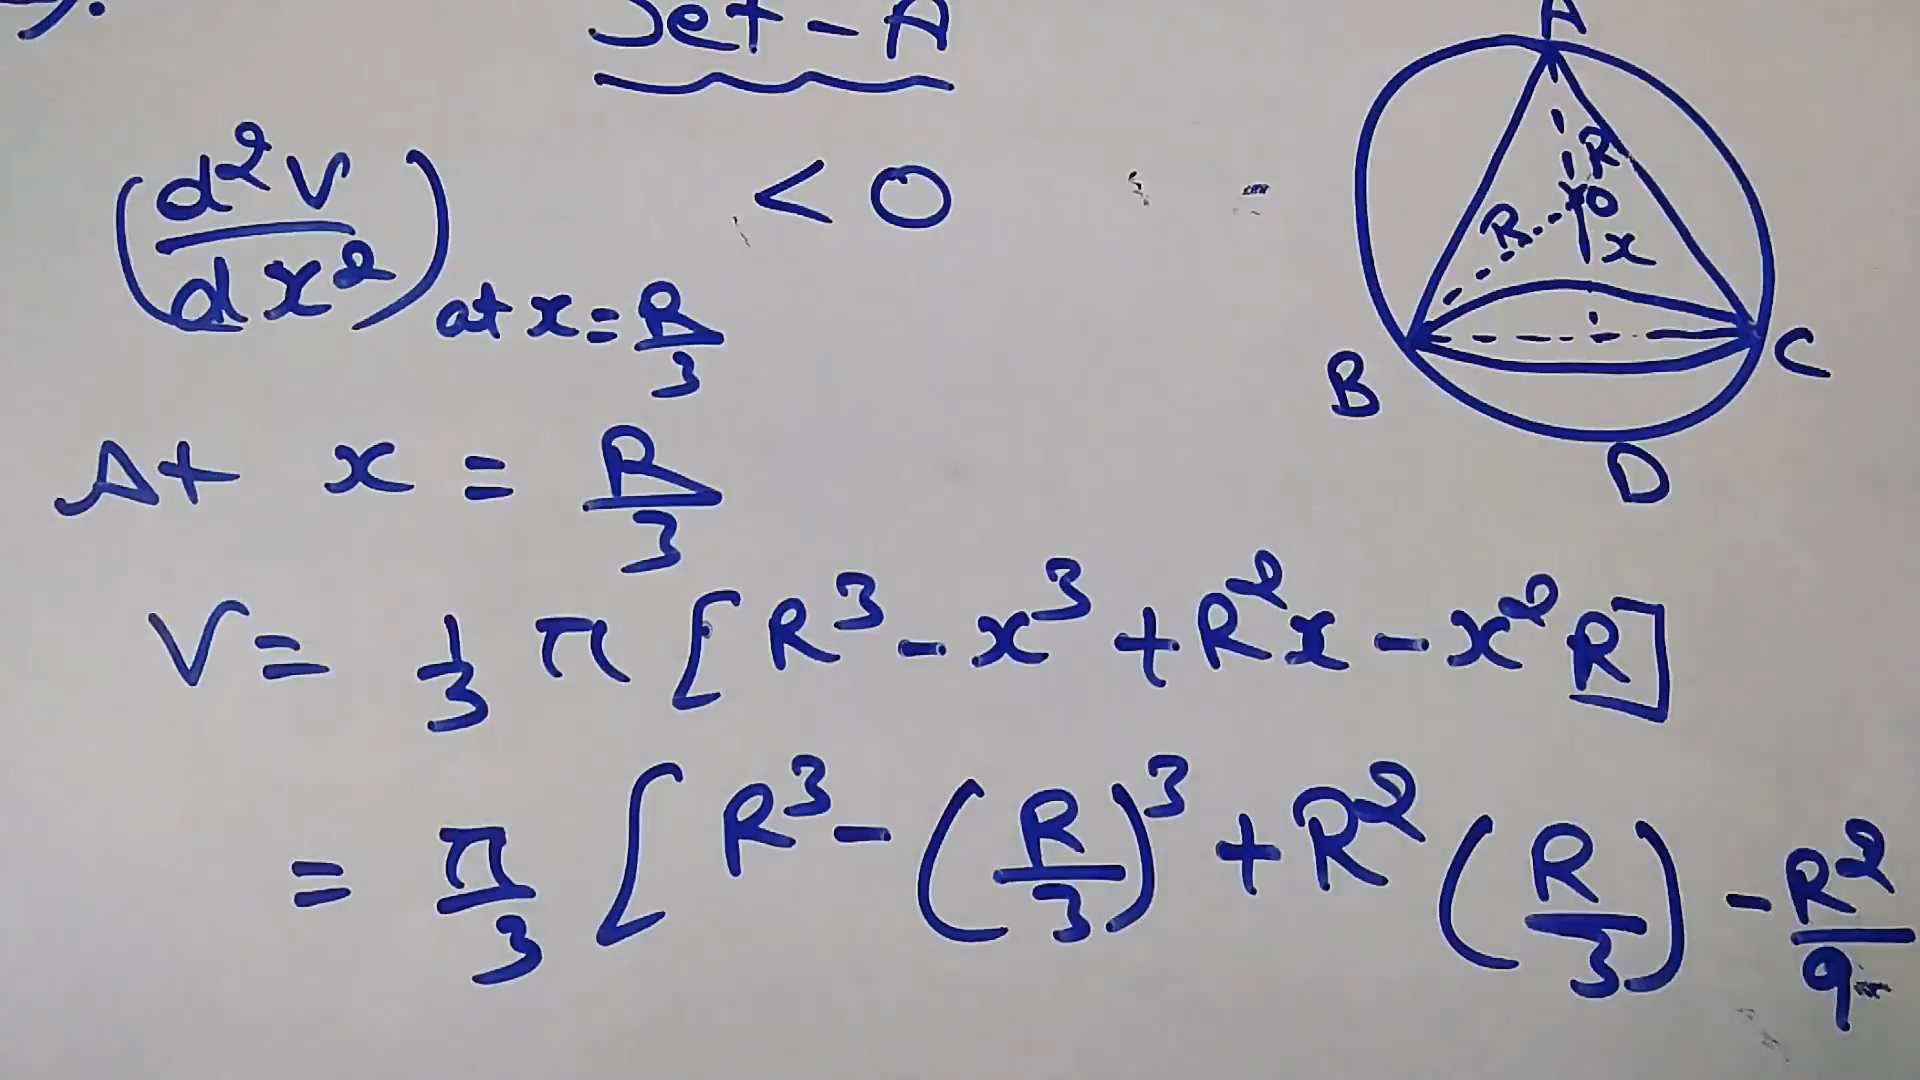 Set - A
(d²V/dx²) at x = R/3 < 0
A
R
O
R
x
B
C
D
At x = R/3
V = 1/3 π [R³ - x³ + R²x - x²R]
= π/3 [R³ - (R/3)³ + R² (R/3) - R²/9